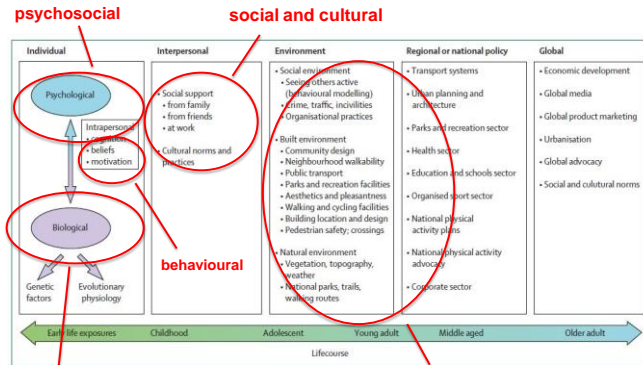 psychosocial
social and cultural
Individual
Psychological
Intrapersonal
• cognition
• beliefs
• motivation
Biological
behavioural
Genetic
factors
Evolutionary
physiology
Interpersonal
• Social support
• from family
• from friends
• at work
• Cultural norms and
practices
Environment
• Social environment
• Seeing others active
(behavioural modelling)
• Crime, traffic, incivilities
• Organisational practices
• Built environment
• Community design
• Neighbourhood walkability
• Public transport
• Parks and recreation facilities
• Aesthetics and pleasantness
• Walking and cycling facilities
• Building location and design
• Pedestrian safety; crossings
• Natural environment
• Vegetation, topography,
weather
• National parks, trails,
walking routes
Regional or national policy
• Transport systems
• Urban planning and
architecture
• Parks and recreation sector
• Health sector
• Education and schools sector
• Organised sport sector
• National physical
activity plans
• National physical activity
advocacy
• Corporate sector
Global
• Economic development
• Global media
• Global product marketing
• Urbanisation
• Global advocacy
• Social and culutural norms
Early life exposures
Childhood
Adolescent
Young adult
Middle aged
Older adult
Lifecourse